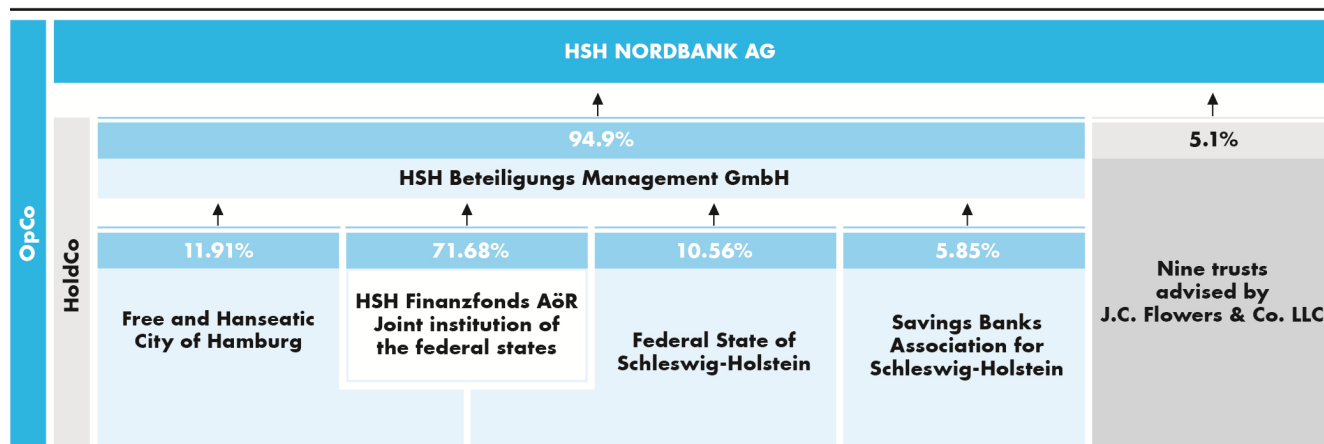 HSH NORDBANK AG
OpCo
HoldCo
94.9%
5.1%
HSH Beteiligungs Management GmbH
11.91%
71.68%
10.56%
5.85%
Free and Hanseatic
City of Hamburg
HSH Finanzfonds AöR
Joint institution of
the federal states
Federal State of
Schleswig-Holstein
Savings Banks
Association for
Schleswig-Holstein
Nine trusts
advised by
J.C. Flowers & Co. LLC